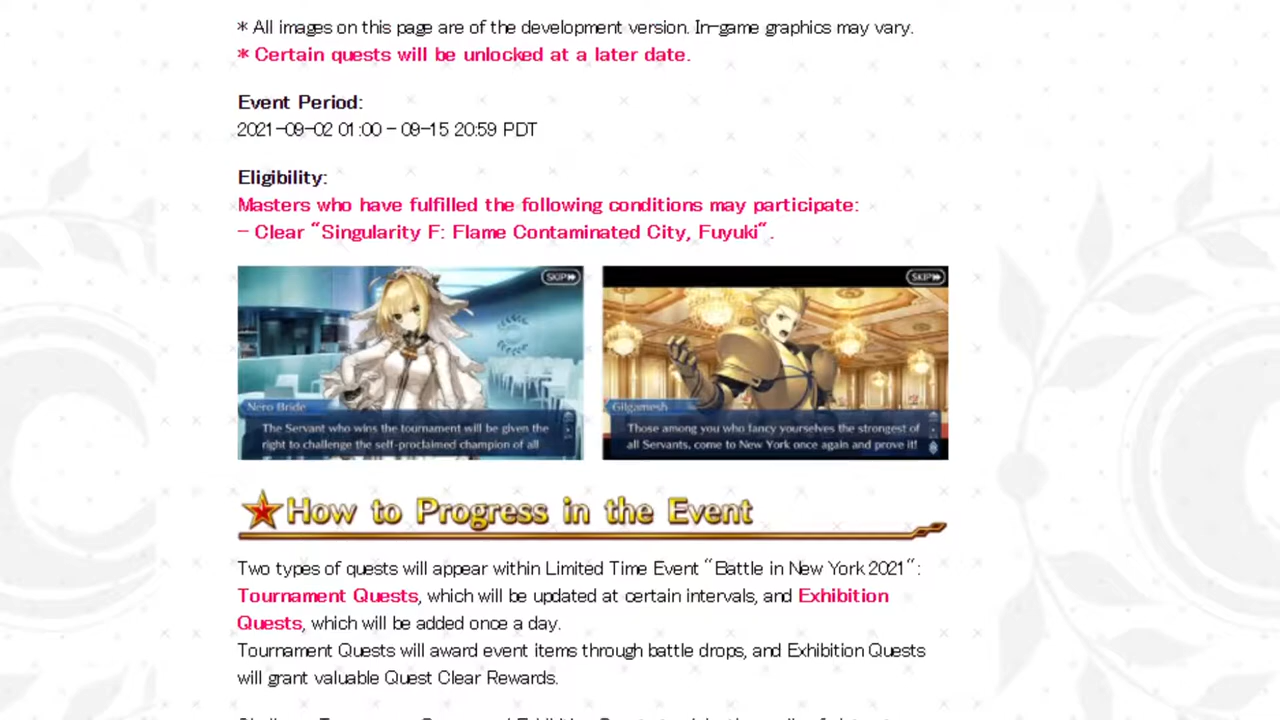 * All images on this page are of the development version. In-game graphics may vary.
* Certain quests will be unlocked at a later date.
Event Period:
2021-09-02 01:00 - 09-15 20:59 PDT
Eligibility:
Masters who have fulfilled the following conditions may participate:
- Clear "Singularity F: Flame Contaminated City, Fuyuki".
SKIP
Nero Bride
The Servant who wins the tournament will be given the
right to challenge the self-proclaimed champion of all
SKIP
Gilgamesh
Those among you who fancy yourselves the strongest of
all Servants, come to New York once again and prove it!
How to Progress in the Event
Two types of quests will appear within Limited Time Event "Battle in New York 2021":
Tournament Quests, which will be updated at certain intervals, and Exhibition
Quests, which will be added once a day.
Tournament Quests will award event items through battle drops, and Exhibition Quests
will grant valuable Quest Clear Rewards.